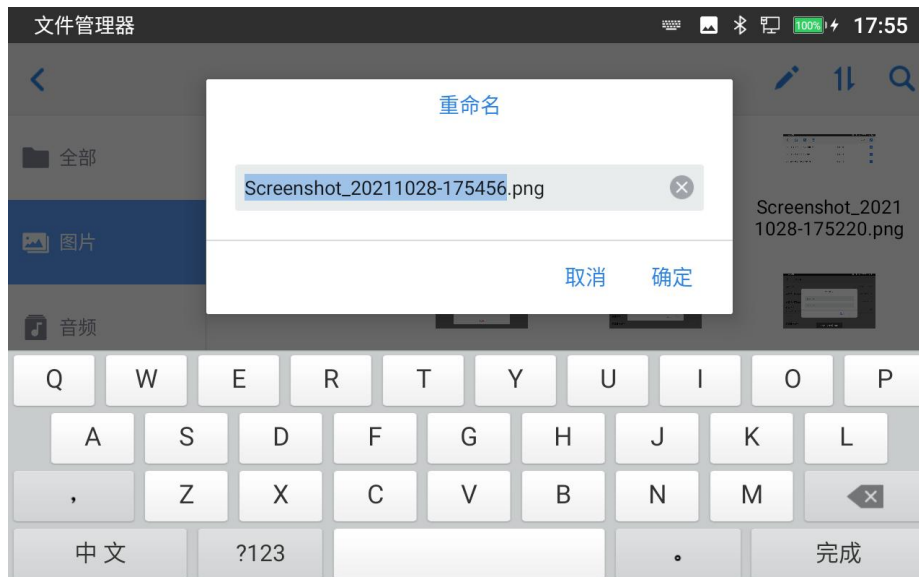 文件管理器
100%
17:55
重命名
全部
Screenshot_20211028-175456.png
Screenshot_2021
1028-175220.png
图片
取消 确定
音频
Q W E R T Y U I O P
A S D F G H J K L
, Z X C V B N M
中文 ?123 。 完成